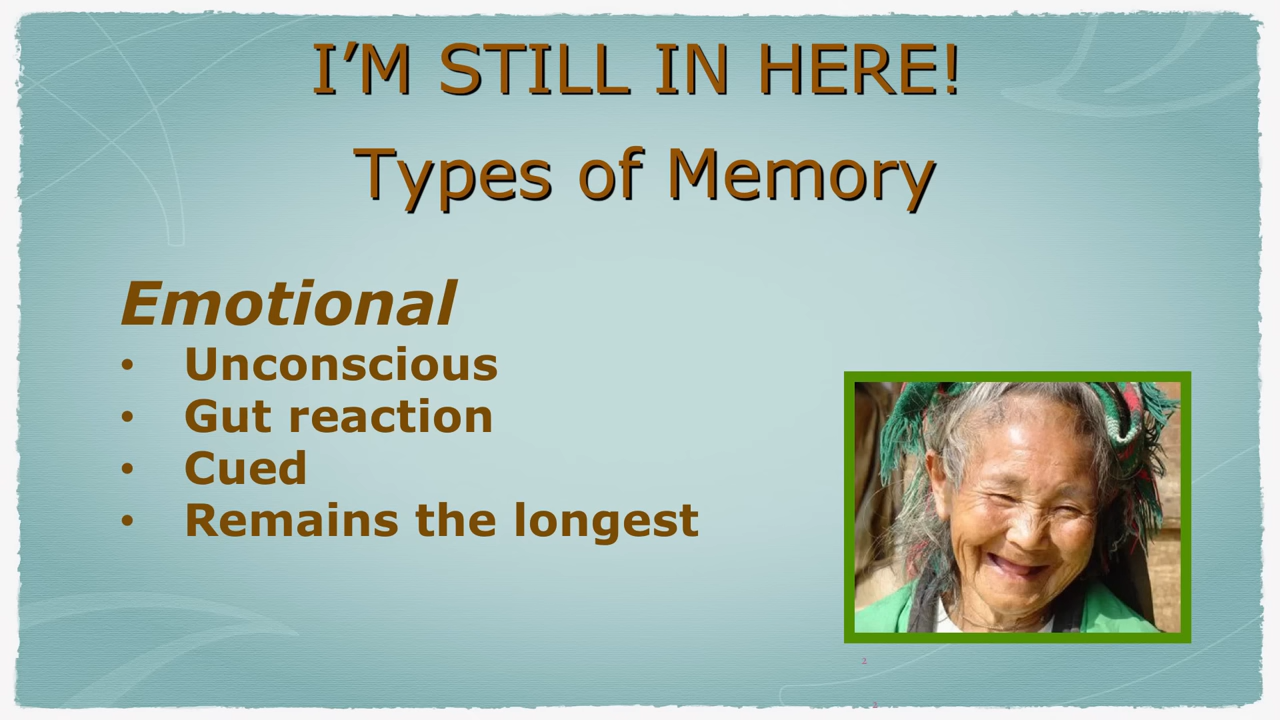 I’M STILL IN HERE!
Types of Memory
Emotional
• Unconscious
• Gut reaction
• Cued
• Remains the longest